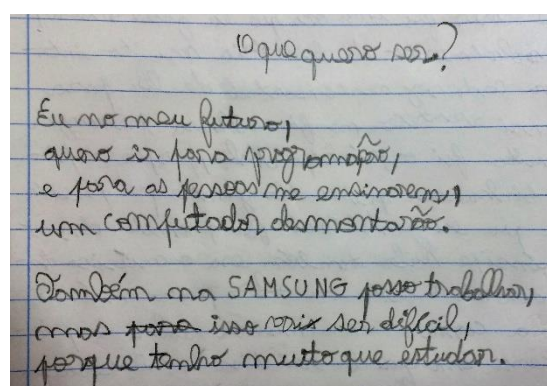 O que quero ser?
Eu no meu futuro,
quero ir para programação,
e para as pessoas me ensinarem,
um computador desmontarão.
Também na SAMSUNG posso trabalhar,
mas para isso vai ser difícil,
porque tenho muito que estudar.